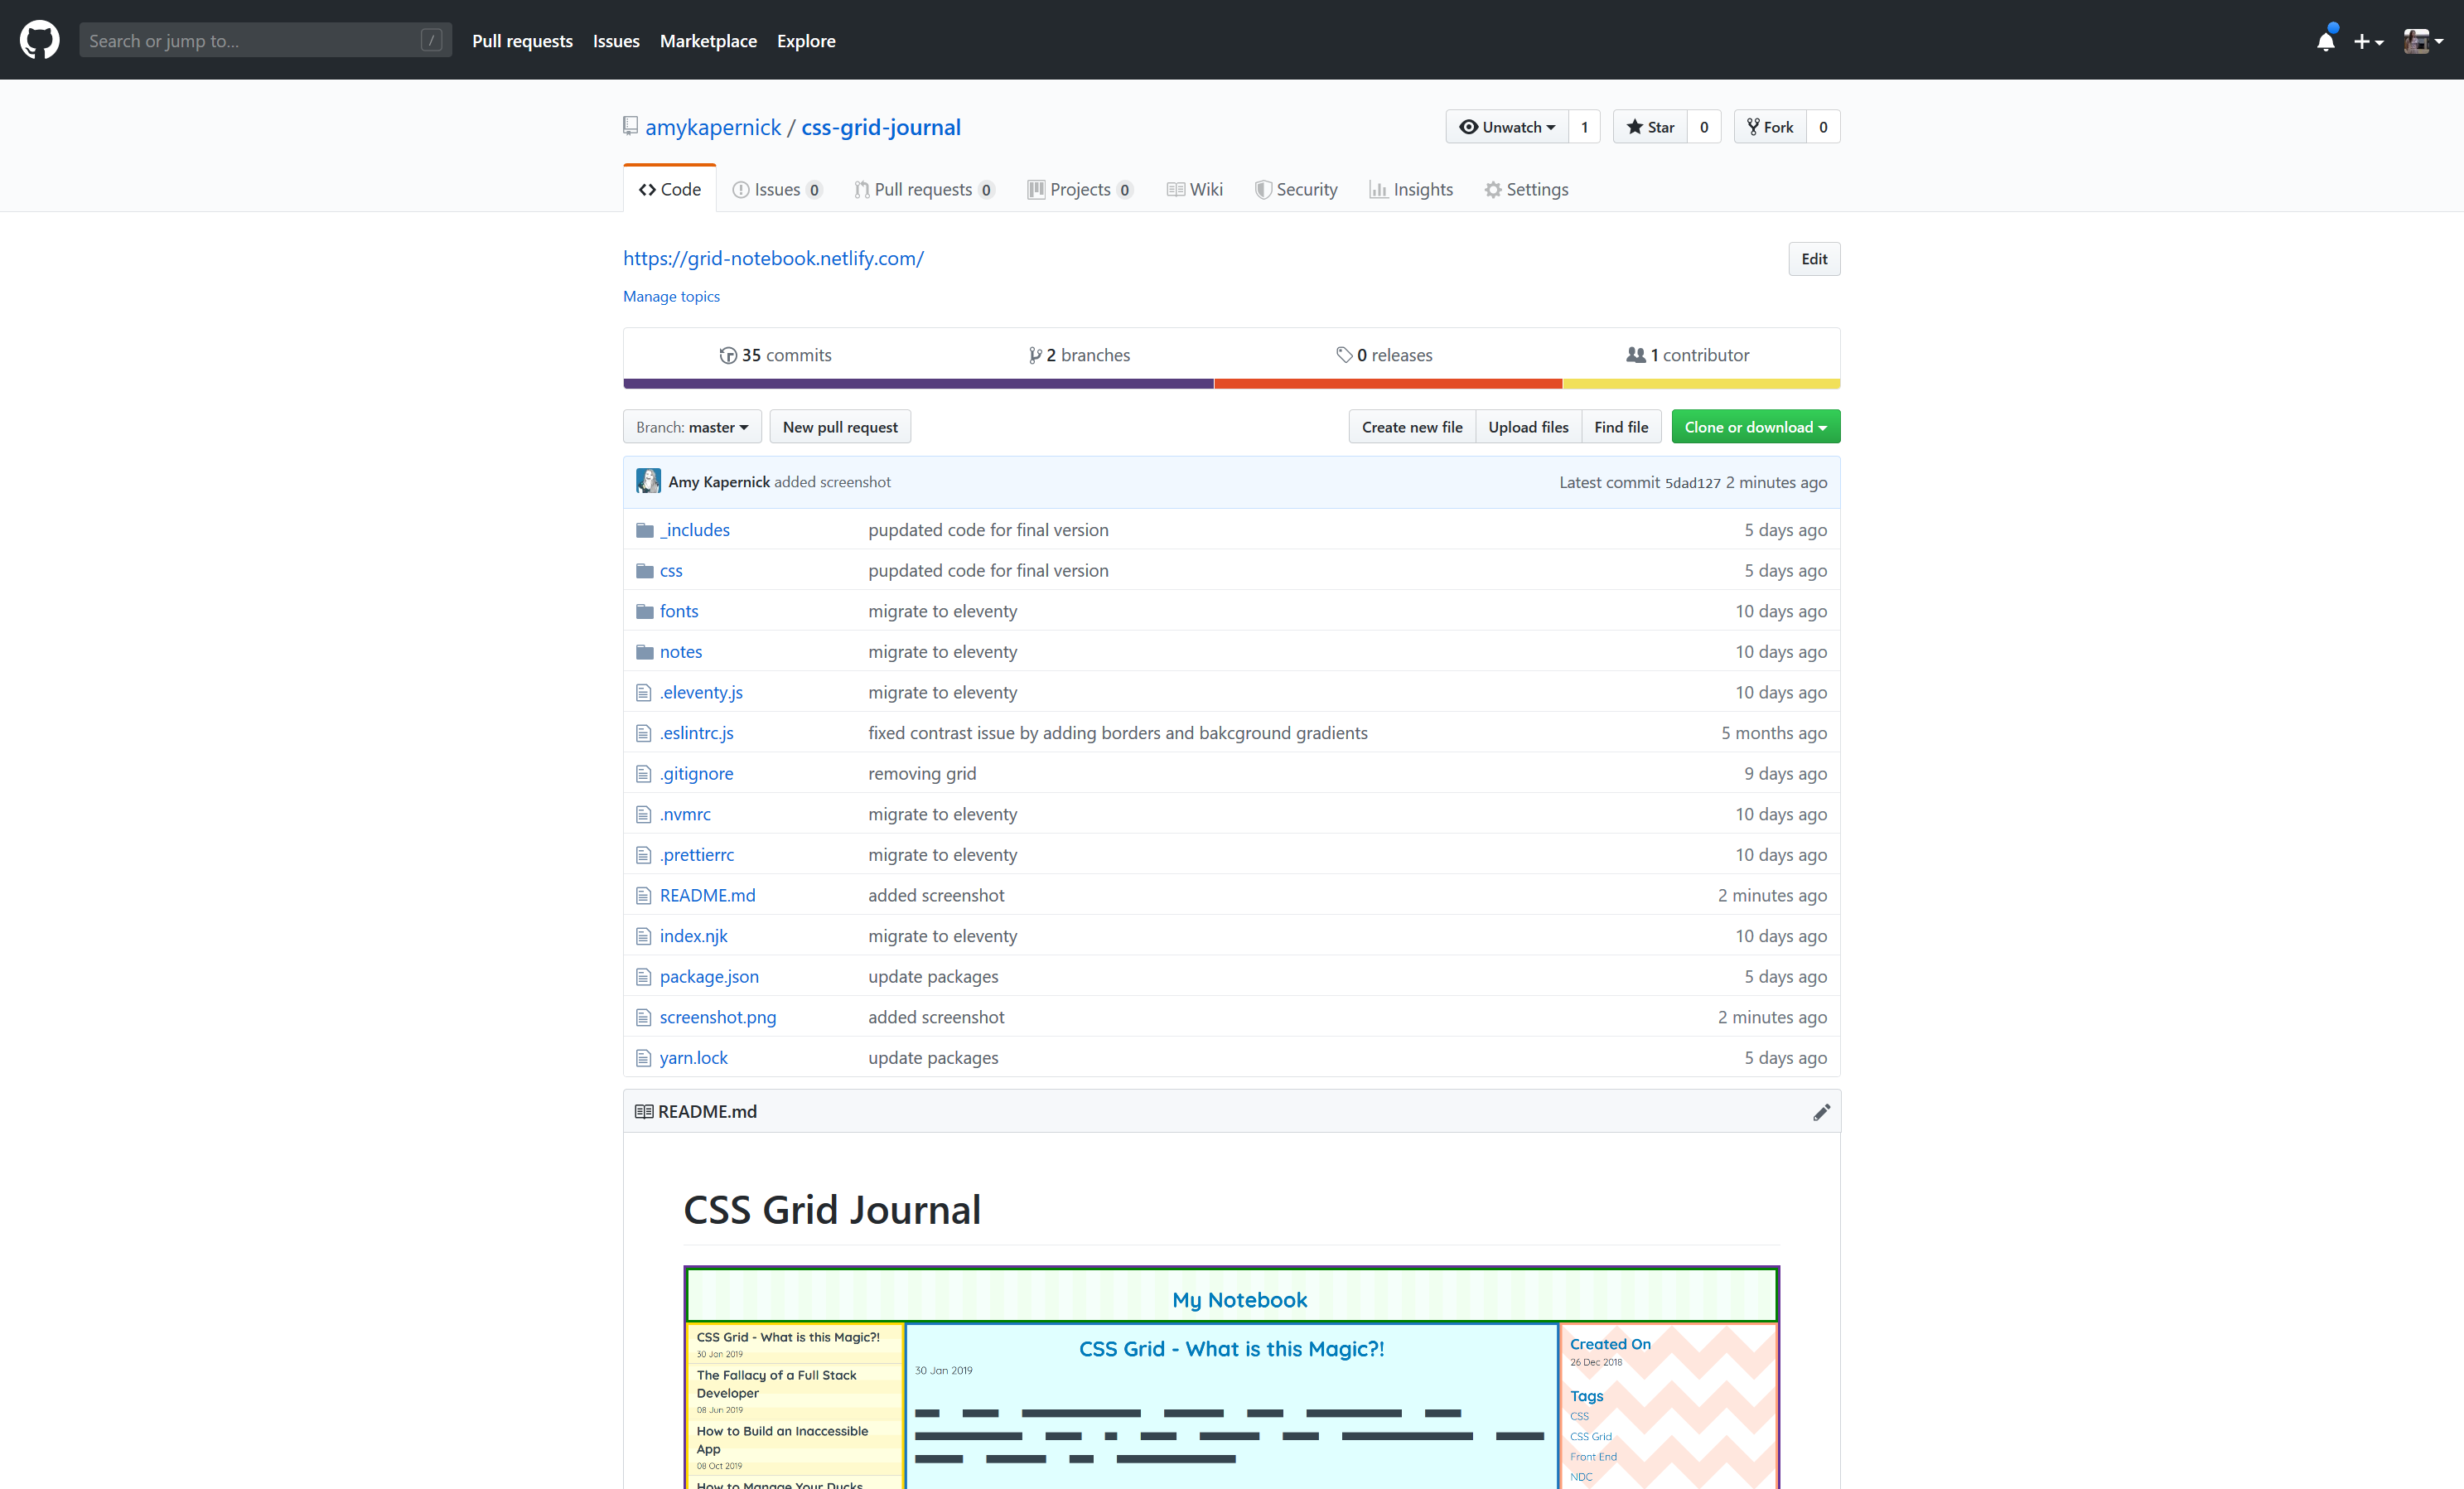 Search or jump to... /
Pull requests Issues Marketplace Explore
amykapernick / css-grid-journal
Unwatch 1 Star 0 Fork 0
Code Issues 0 Pull requests 0 Projects 0 Wiki Security Insights Settings
https://grid-notebook.netlify.com/ Edit
Manage topics
35 commits 2 branches 0 releases 1 contributor
Branch: master New pull request Create new file Upload files Find file Clone or download
Amy Kapernick added screenshot Latest commit 5dad127 2 minutes ago
_includes pupdated code for final version 5 days ago
css pupdated code for final version 5 days ago
fonts migrate to eleventy 10 days ago
notes migrate to eleventy 10 days ago
.eleventy.js migrate to eleventy 10 days ago
.eslintrc.js fixed contrast issue by adding borders and bakcground gradients 5 months ago
.gitignore removing grid 9 days ago
.nvmrc migrate to eleventy 10 days ago
.prettierrc migrate to eleventy 10 days ago
README.md added screenshot 2 minutes ago
index.njk migrate to eleventy 10 days ago
package.json update packages 5 days ago
screenshot.png added screenshot 2 minutes ago
yarn.lock update packages 5 days ago
README.md
CSS Grid Journal
My Notebook
CSS Grid - What is this Magic?!
30 Jan 2019
The Fallacy of a Full Stack
Developer
08 Jun 2019
How to Build an Inaccessible
App
08 Oct 2019
How to Manage Your Ducks
CSS Grid - What is this Magic?!
30 Jan 2019
Created On
26 Dec 2018
Tags
CSS
CSS Grid
Front End
NDC